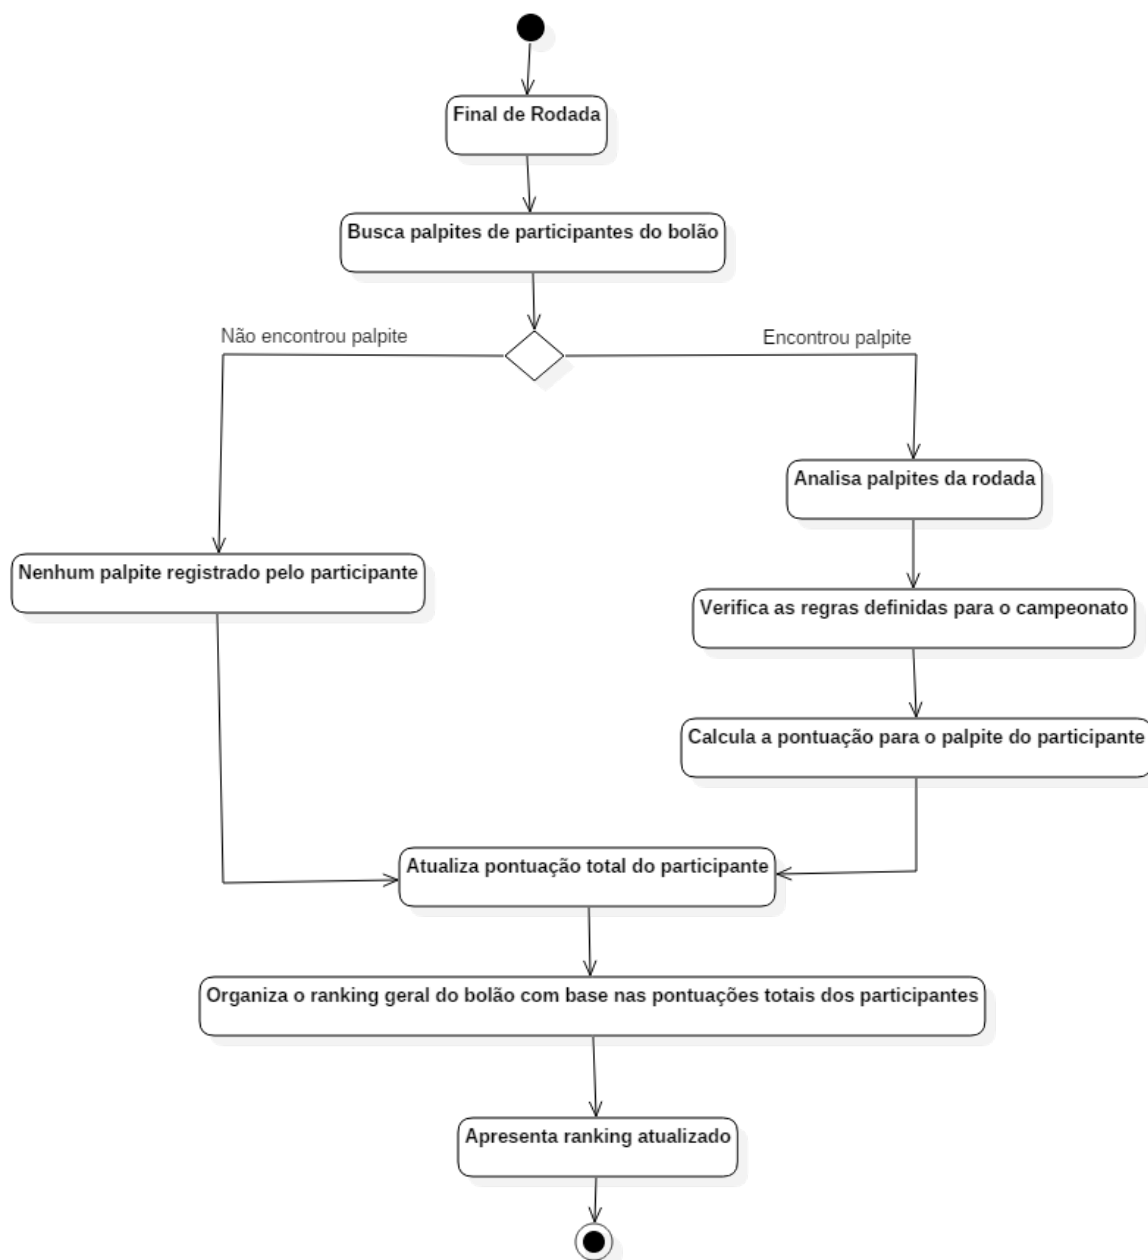 Final de Rodada
Busca palpites de participantes do bolão
Não encontrou palpite
Encontrou palpite
Analisa palpites da rodada
Nenhum palpite registrado pelo participante
Verifica as regras definidas para o campeonato
Calcula a pontuação para o palpite do participante
Atualiza pontuação total do participante
Organiza o ranking geral do bolão com base nas pontuações totais dos participantes
Apresenta ranking atualizado